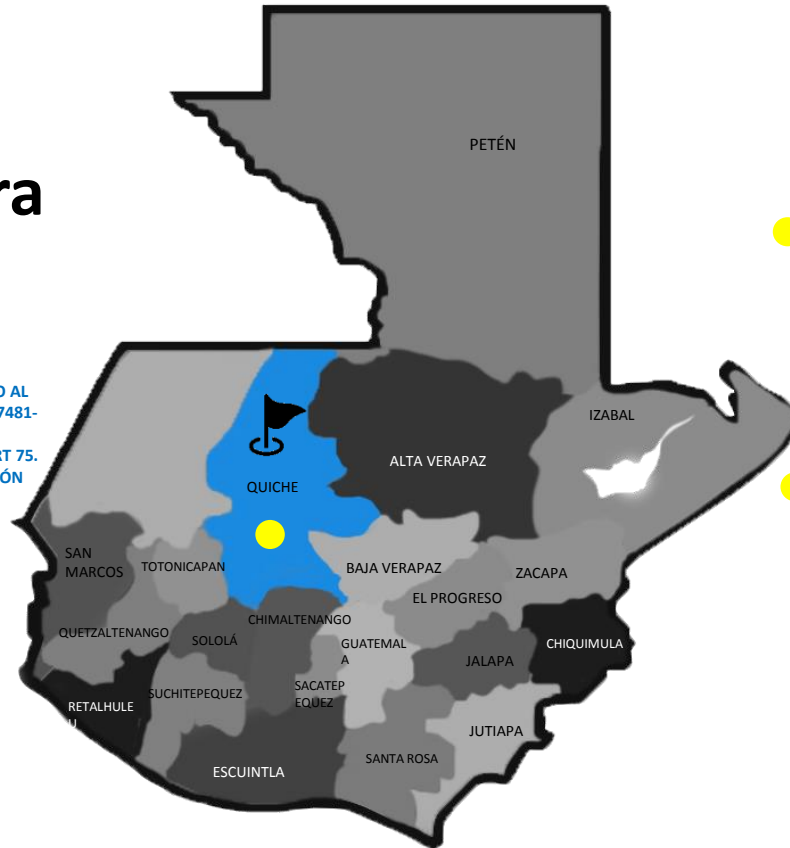 PETÉN
ra
O AL
7481-
RT 75.
ÓN
IZABAL
ALTA VERAPAZ
QUICHE
SAN
MARCOS
TOTONICAPAN
BAJA VERAPAZ
ZACAPA
EL PROGRESO
QUETZALTENANGO
SOLOLÁ
CHIMALTENANGO
GUATEMAL
A
JALAPA
CHIQUIMULA
RETALHULE
U
SUCHITEPEQUEZ
SACATEP
EQUEZ
JUTIAPA
ESCUINTLA
SANTA ROSA